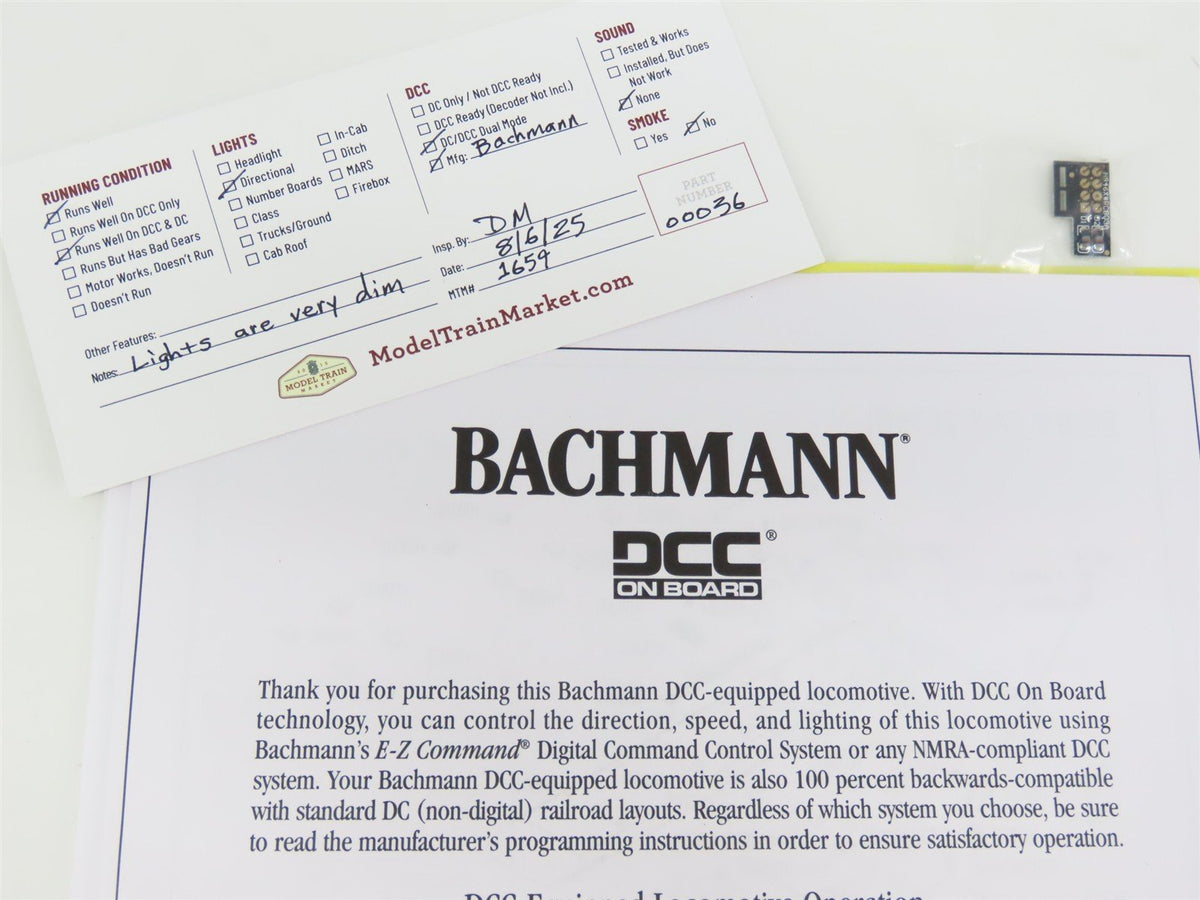 RUNNING CONDITION
Runs Well
Runs Well On DCC Only
Runs Well On DCC & DC
Runs But Has Bad Gears
Motor Works, Doesn't Run
Doesn't Run
LIGHTS
Headlight
Directional
Number Boards
Class
Trucks/Ground
Cab Roof
In-Cab
Ditch
MARS
Firebox
DCC
DC Only / Not DCC Ready
DCC Ready (Decoder Not Incl.)
DC/DCC Dual Mode
Mfg: Bachmann
SOUND
Tested & Works
Installed, But Does
Not Work
None
SMOKE
Yes
No
Other Features:
Notes: Lights are very dim
Insp. By: DM
Date: 8/6/25
MTM# 1659
PART
NUMBER
00036
MODEL TRAIN
MARKET
ModelTrainMarket.com
BACHMANN®
DCC®
ON BOARD
Thank you for purchasing this Bachmann DCC-equipped locomotive. With DCC On Board
technology, you can control the direction, speed, and lighting of this locomotive using
Bachmann's E-Z Command® Digital Command Control System or any NMRA-compliant DCC
system. Your Bachmann DCC-equipped locomotive is also 100 percent backwards-compatible
with standard DC (non-digital) railroad layouts. Regardless of which system you choose, be sure
to read the manufacturer's programming instructions in order to ensure satisfactory operation.
DCC-Equipped Locomotive Operation